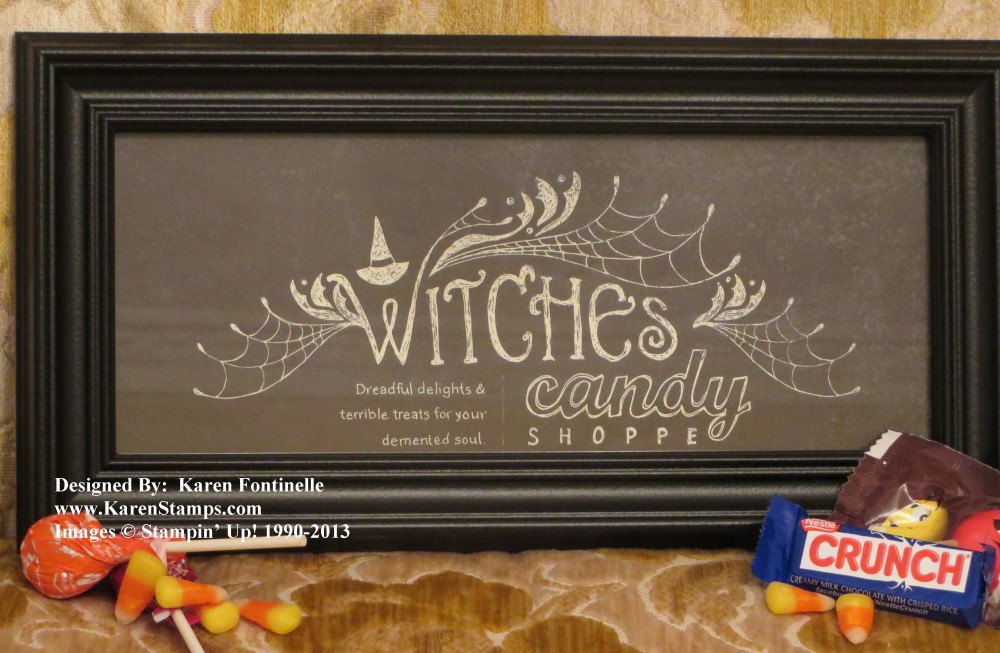 WITCHES
candy
SHOPPE
Dreadful delights &
terrible treats for your
demented soul.
Designed By: Karen Fontinelle
www.KarenStamps.com
Images © Stampin' Up! 1990-2013
Nestle
CRUNCH
CREAMY MILK CHOCOLATE WITH CRISPED RICE